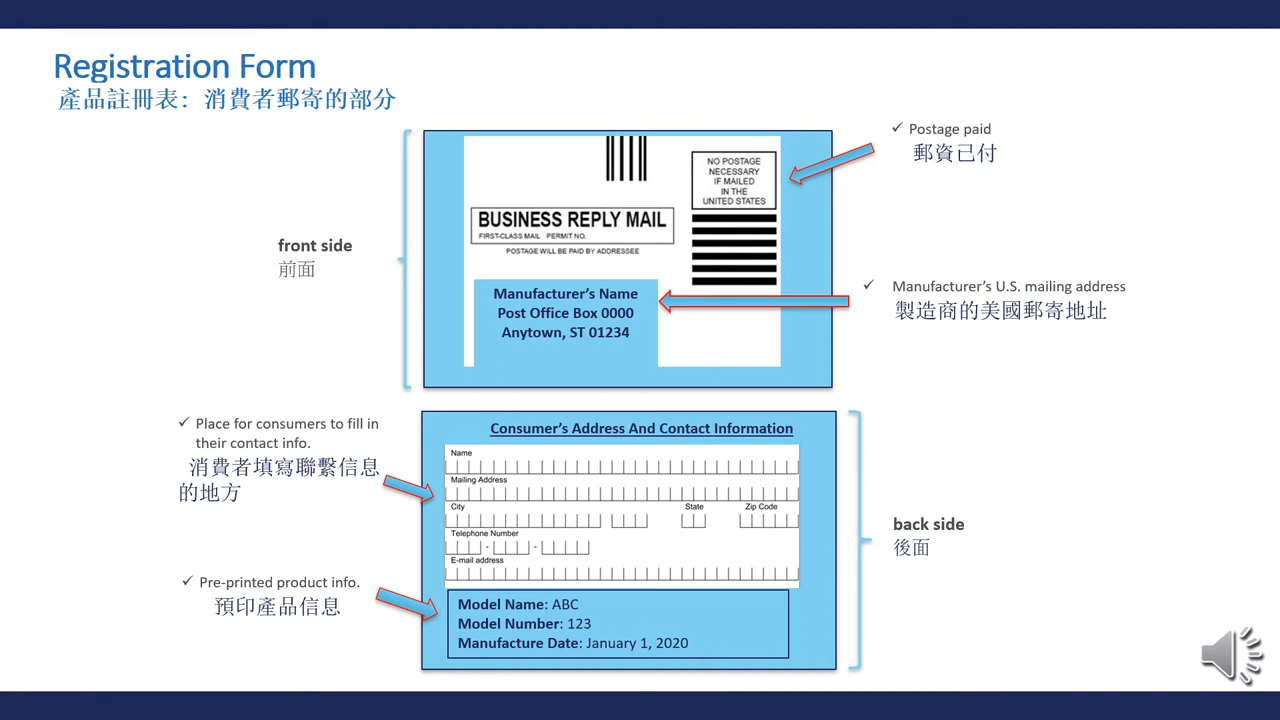 Registration Form
產品註冊表：消費者郵寄的部分
✓ Postage paid
郵資已付
NO POSTAGE
NECESSARY
IF MAILED
IN THE
UNITED STATES
BUSINESS REPLY MAIL
FIRST-CLASS MAIL PERMIT NO.
POSTAGE WILL BE PAID BY ADDRESSEE
front side
前面
Manufacturer's Name
Post Office Box 0000
Anytown, ST 01234
✓ Manufacturer's U.S. mailing address
製造商的美國郵寄地址
✓ Place for consumers to fill in
their contact info.
消費者填寫聯繫信息
的地方
Consumer's Address And Contact Information
Name
Mailing Address
City State Zip Code
Telephone Number
- -
E-mail address
back side
後面
✓ Pre-printed product info.
預印產品信息
Model Name: ABC
Model Number: 123
Manufacture Date: January 1, 2020